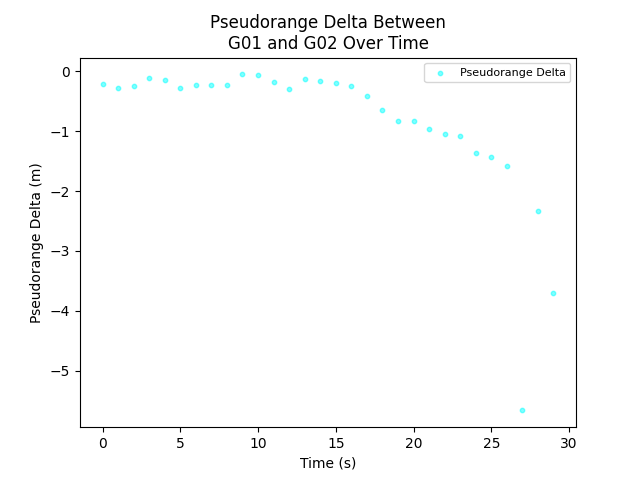 Pseudorange Delta Between
G01 and G02 Over Time
Pseudorange Delta
Pseudorange Delta (m)
0
−1
−2
−3
−4
−5
0 5 10 15 20 25 30
Time (s)